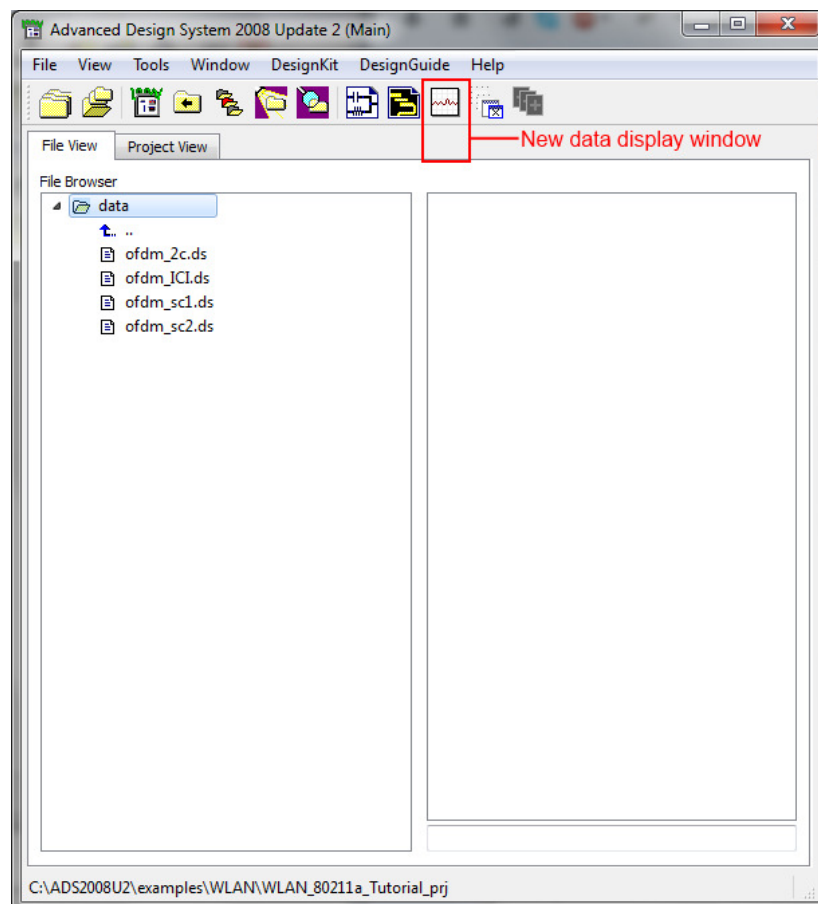 Advanced Design System 2008 Update 2 (Main)
File View Tools Window DesignKit DesignGuide Help
New data display window
File View Project View
File Browser
data
..
ofdm_2c.ds
ofdm_ICI.ds
ofdm_sc1.ds
ofdm_sc2.ds
C:\ADS2008U2\examples\WLAN\WLAN_80211a_Tutorial_prj